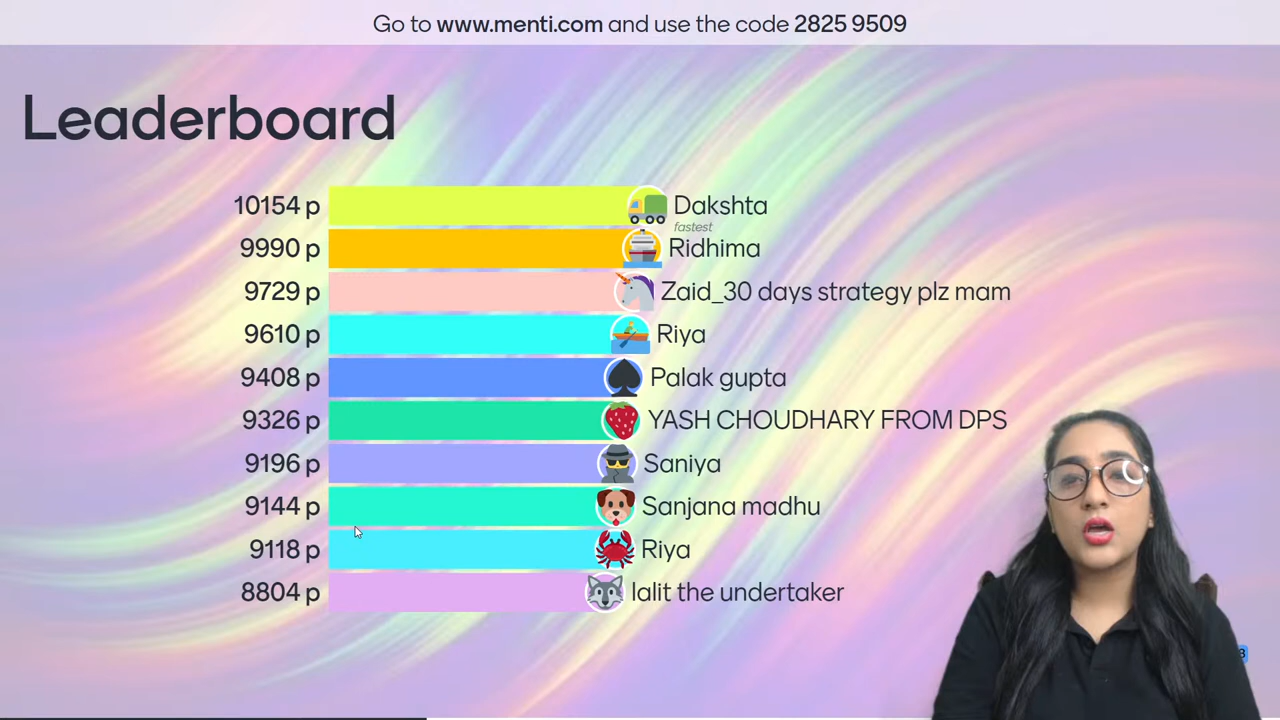 Go to www.menti.com and use the code 2825 9509
Leaderboard
10154 p Dakshta
fastest
9990 p Ridhima
9729 p Zaid_30 days strategy plz mam
9610 p Riya
9408 p Palak gupta
9326 p YASH CHOUDHARY FROM DPS
9196 p Saniya
9144 p Sanjana madhu
9118 p Riya
8804 p lalit the undertaker